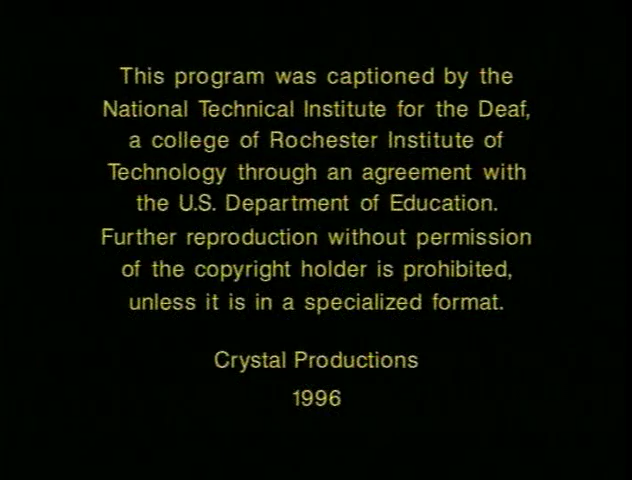 This program was captioned by the
National Technical Institute for the Deaf,
a college of Rochester Institute of
Technology through an agreement with
the U.S. Department of Education.
Further reproduction without permission
of the copyright holder is prohibited,
unless it is in a specialized format.
Crystal Productions
1996